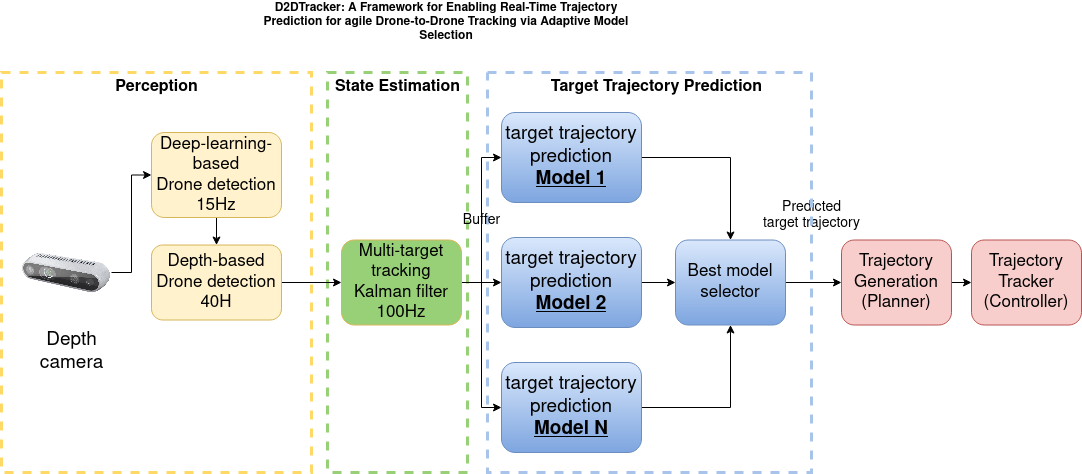 D2DTracker: A Framework for Enabling Real-Time Trajectory
Prediction for agile Drone-to-Drone Tracking via Adaptive Model
Selection
Perception
Deep-learning-
based
Drone detection
15Hz
Depth-based
Drone detection
40H
Depth
camera
State Estimation
Multi-target
tracking
Kalman filter
100Hz
Buffer
Target Trajectory Prediction
target trajectory
prediction
Model 1
target trajectory
prediction
Model 2
target trajectory
prediction
Model N
Best model
selector
Predicted
target trajectory
Trajectory
Generation
(Planner)
Trajectory
Tracker
(Controller)